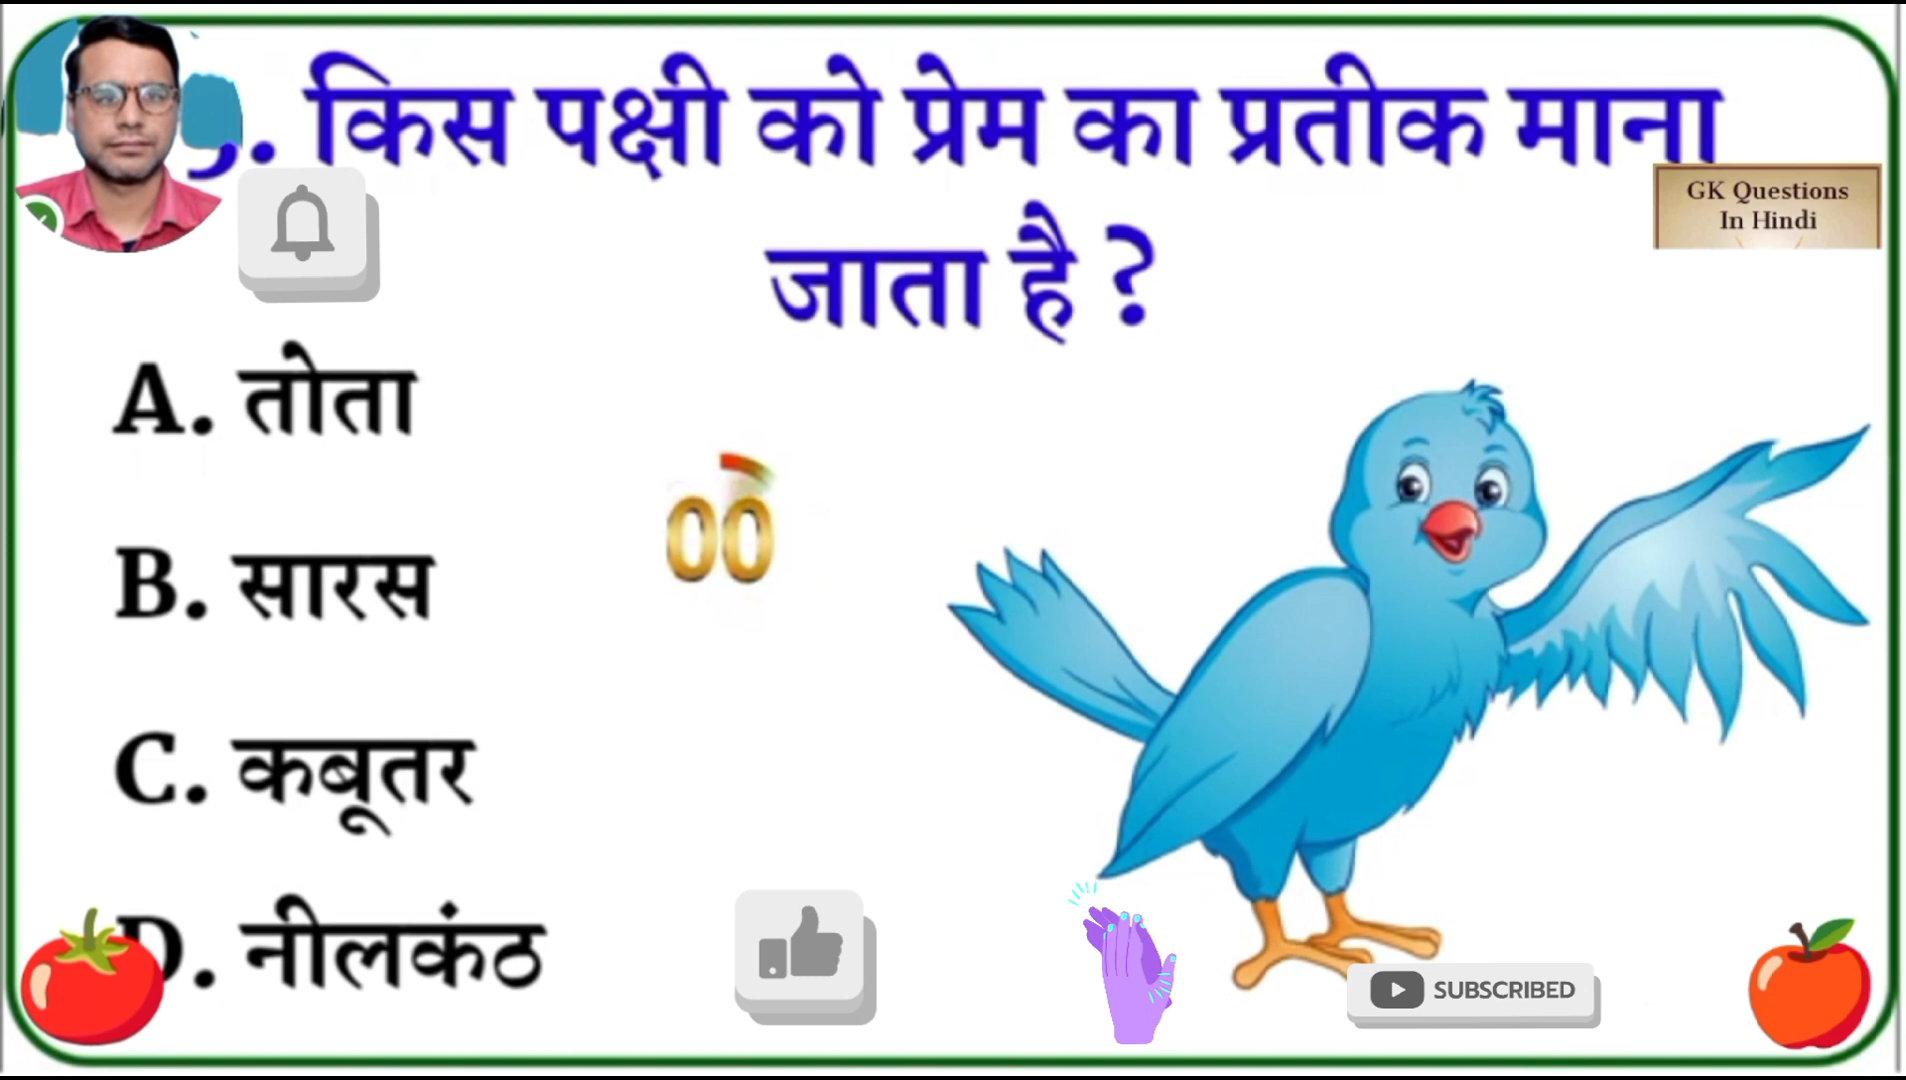 किस पक्षी को प्रेम का प्रतीक माना
जाता है ?
GK Questions
In Hindi
A. तोता
00
B. सारस
C. कबूतर
D. नीलकंठ
SUBSCRIBED